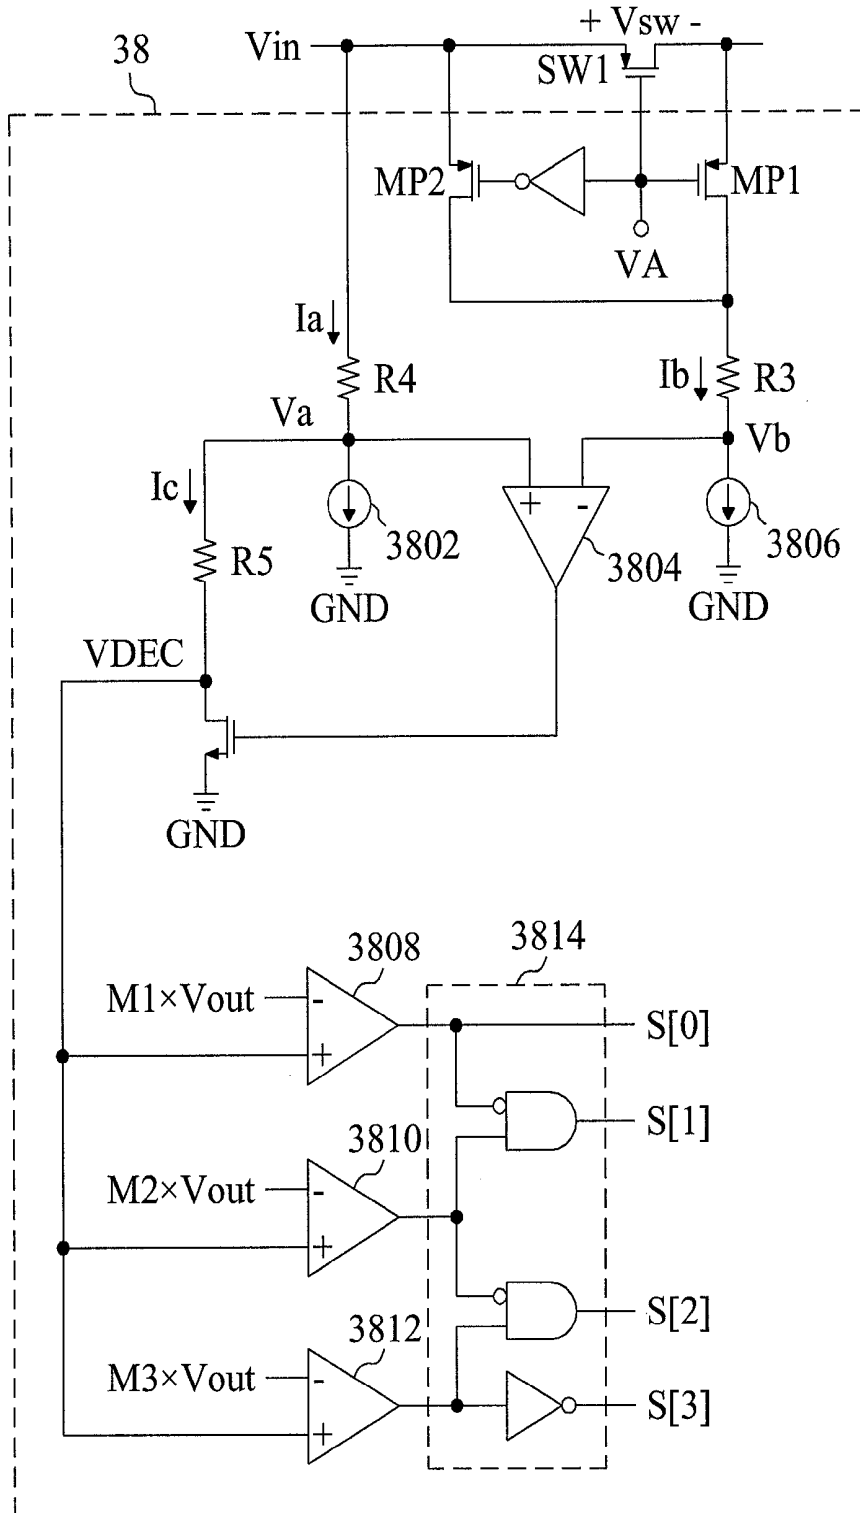 + Vsw -
Vin
38
SW1
MP2
MP1
VA
Ia
R4
Ib
R3
Va
Vb
Ic
+
-
3802
3804
3806
R5
GND
GND
VDEC
GND
3808
3814
M1×Vout
-
+
S[0]
S[1]
3810
M2×Vout
-
+
S[2]
3812
M3×Vout
-
+
S[3]